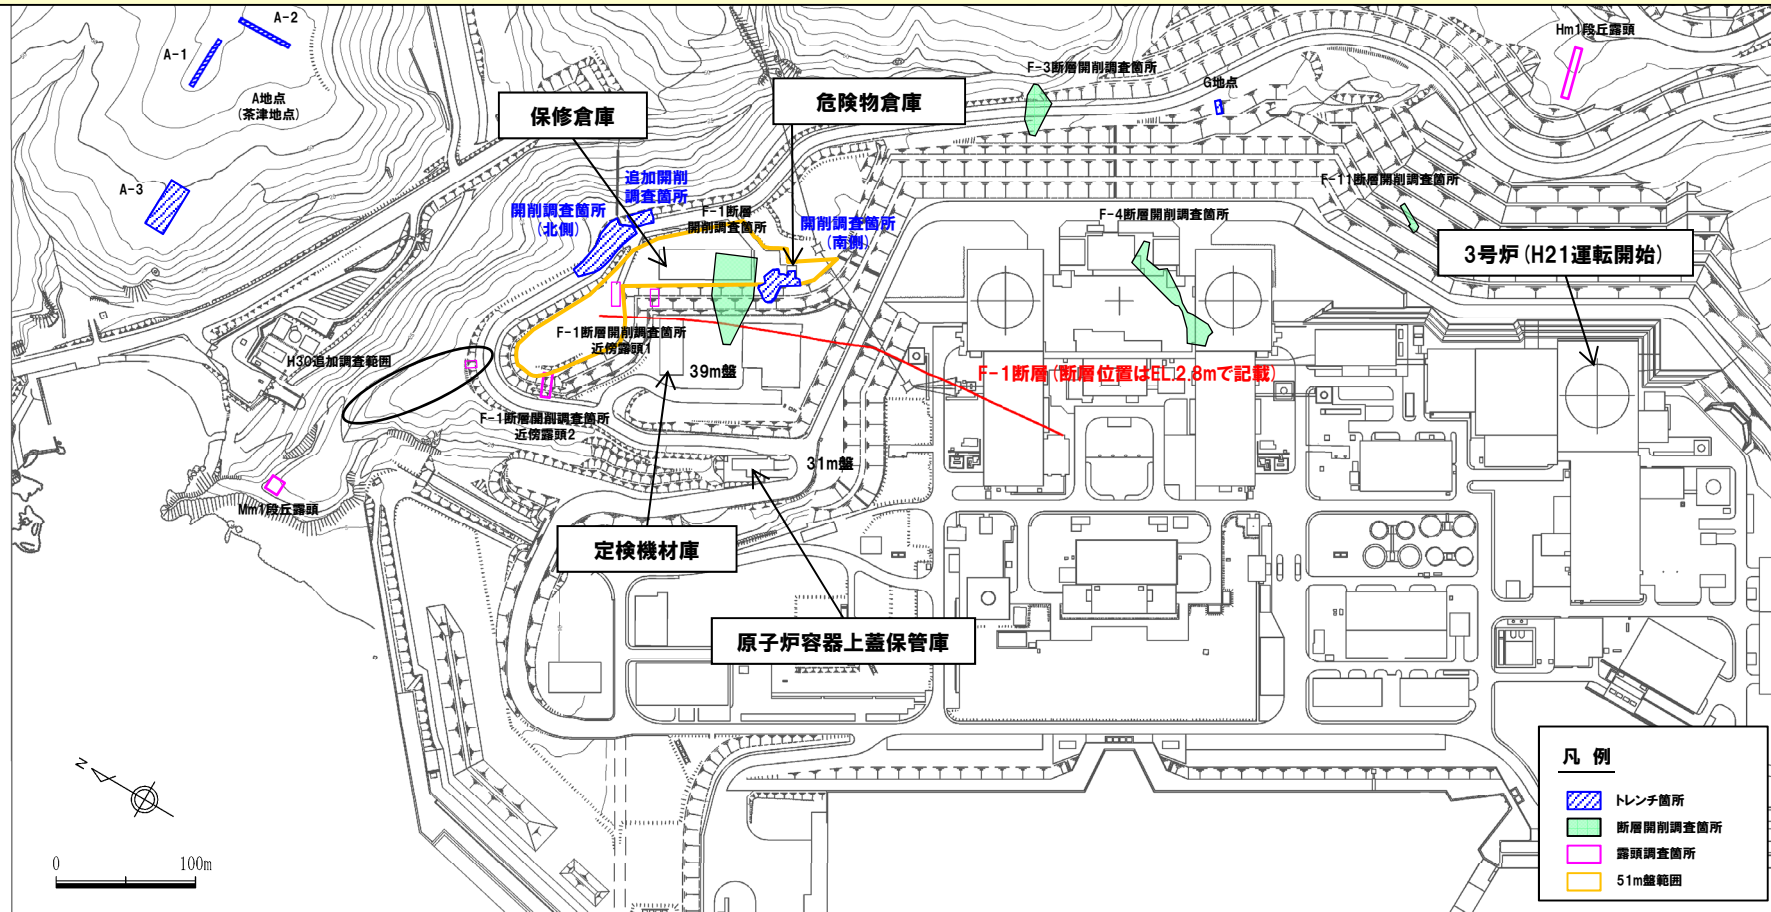 A-2
A-1
A地点
(茶津地点)
A-3
Hm1段丘露頭
F-3断層開削調査箇所
G地点
保修倉庫
危険物倉庫
追加開削
調査箇所
開削調査箇所
(北側)
F-1断層
開削調査箇所
開削調査箇所
(南側)
F-11断層開削調査箇所
F-4断層開削調査箇所
3号炉(H21運転開始)
F-1断層開削調査箇所
近傍露頭1
H30追加調査範囲
39m盤
F-1断層(断層位置はEL.2.8mで記載)
F-1断層開削調査箇所
近傍露頭2
31m盤
Mm1段丘露頭
定検機材庫
原子炉容器上蓋保管庫
N
0 100m
凡 例
トレンチ箇所
断層開削調査箇所
露頭調査箇所
51m盤範囲